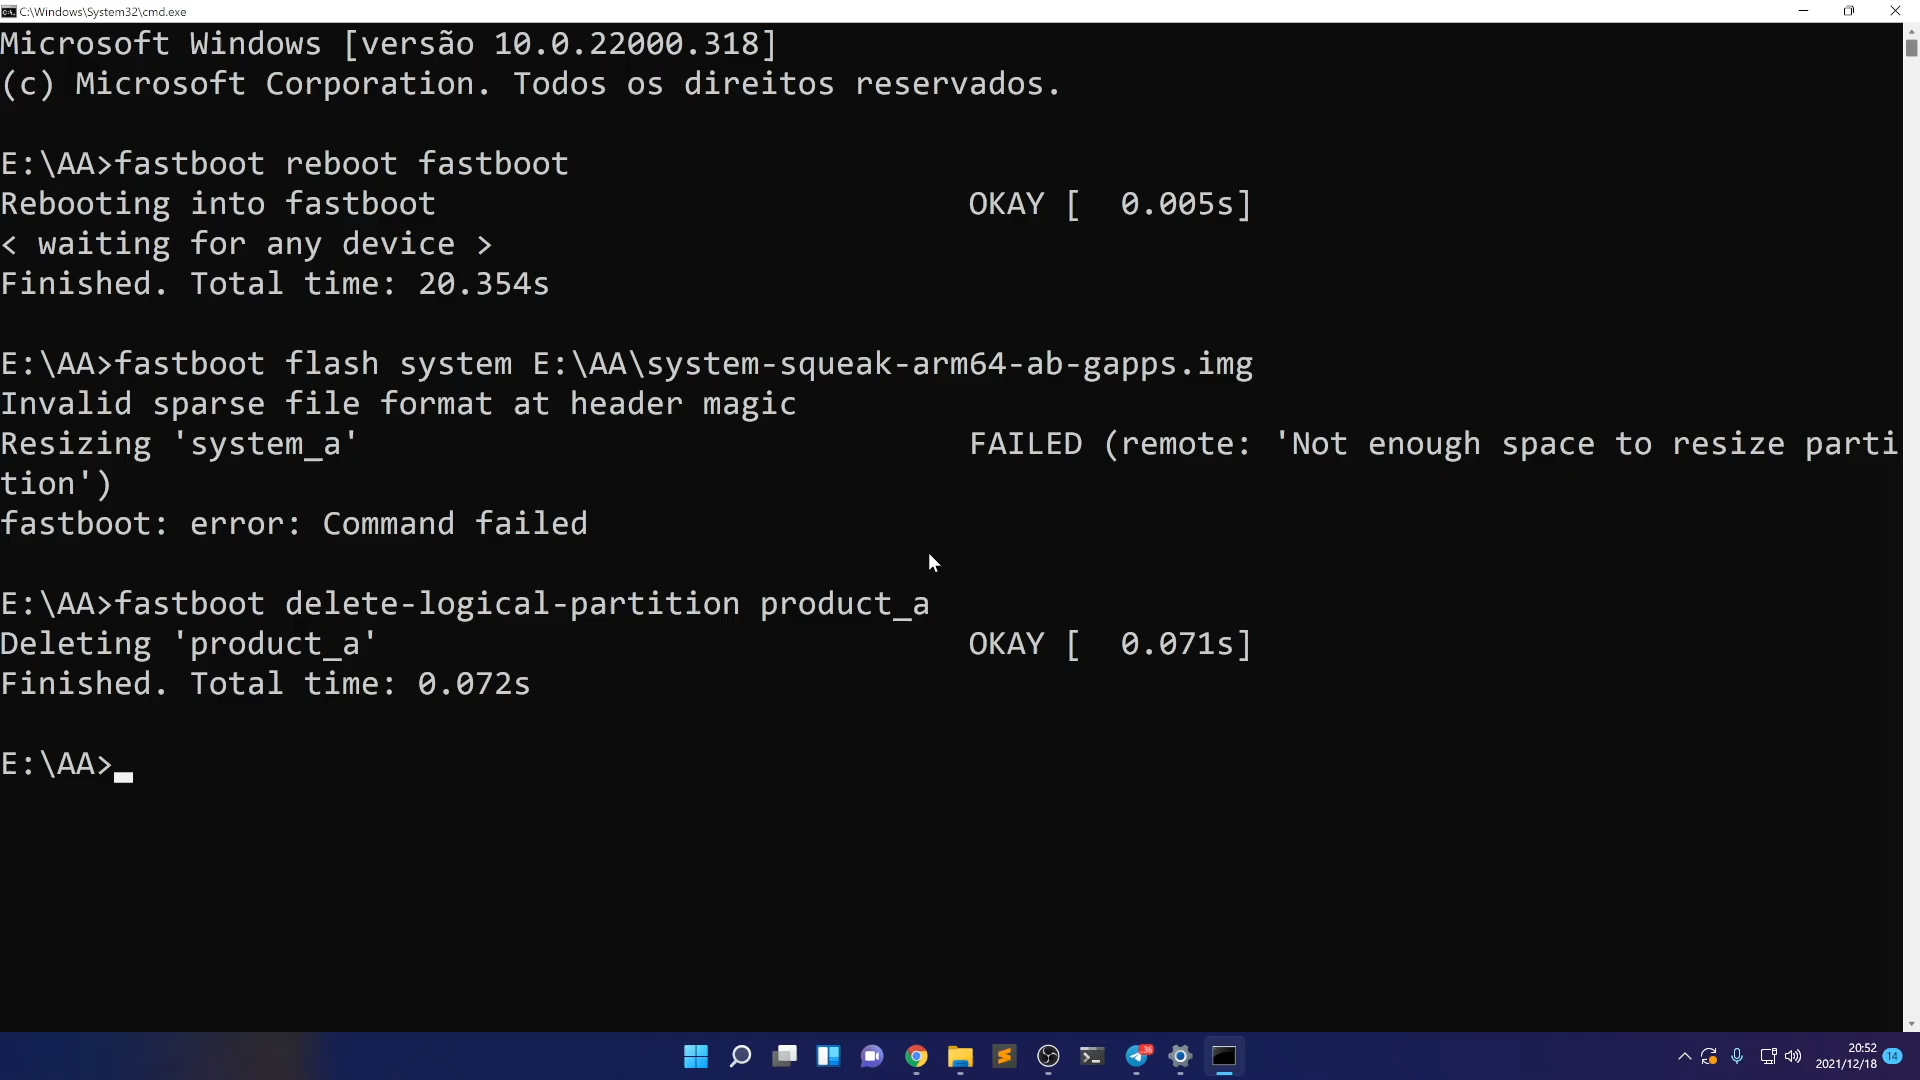 C:\Windows\System32\cmd.exe
Microsoft Windows [versão 10.0.22000.318]
(c) Microsoft Corporation. Todos os direitos reservados.
E:\AA>fastboot reboot fastboot
Rebooting into fastboot                            OKAY [  0.005s]
< waiting for any device >
Finished. Total time: 20.354s
E:\AA>fastboot flash system E:\AA\system-squeak-arm64-ab-gapps.img
Invalid sparse file format at header magic
Resizing 'system_a'                                FAILED (remote: 'Not enough space to resize parti
tion')
fastboot: error: Command failed
E:\AA>fastboot delete-logical-partition product_a
Deleting 'product_a'                               OKAY [  0.071s]
Finished. Total time: 0.072s
E:\AA>
36
20:52
2021/12/18
14